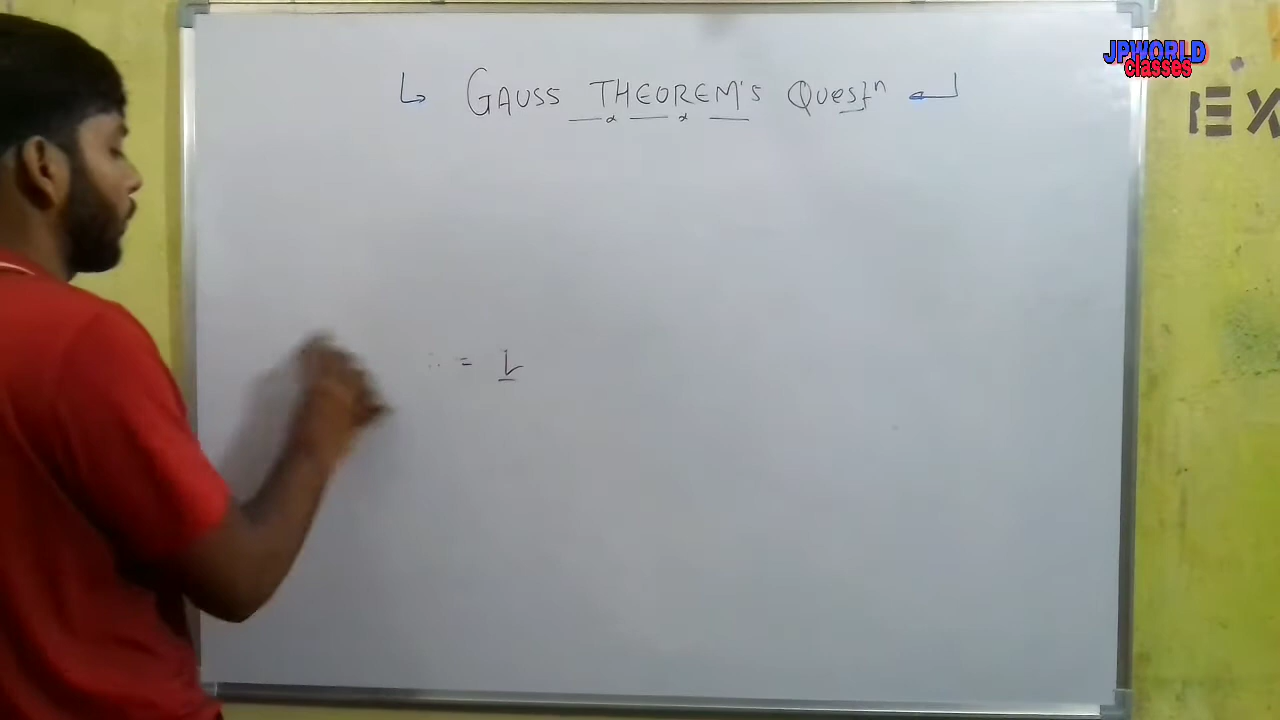 JPWORLD
classes
EX
↳ GAUSS THEOREM'S Questn ↲
∴ =